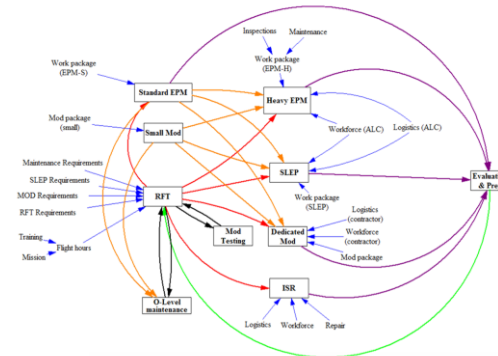 Inspections
Maintenance
Work package
(EPM-S)
Work package
(EPM-H)
Standard EPM
Heavy EPM
Mod package
(small)
Small Mod
Workforce (ALC)
Logistics (ALC)
Maintenance Requirements
SLEP
SLEP Requirements
Evaluat
& Pre
MOD Requirements
RFT
RFT Requirements
Work package
(SLEP)
Logistics
(contractor)
Training
Flight hours
Mod
Testing
Dedicated
Mod
Workforce
(contractor)
Mission
Mod package
ISR
O-Level
maintenance
Logistics
Workforce
Repair